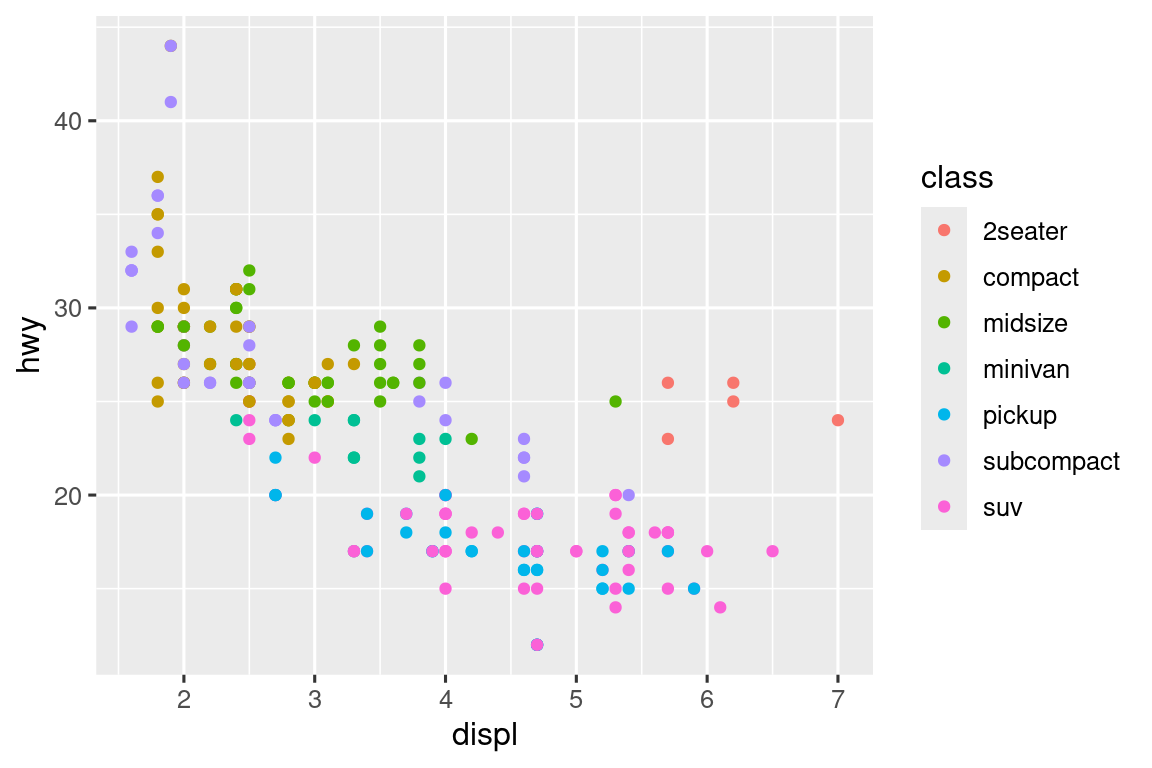 40
30
20
hwy
2
3
4
5
6
7
displ
class
2seater
compact
midsize
minivan
pickup
subcompact
suv